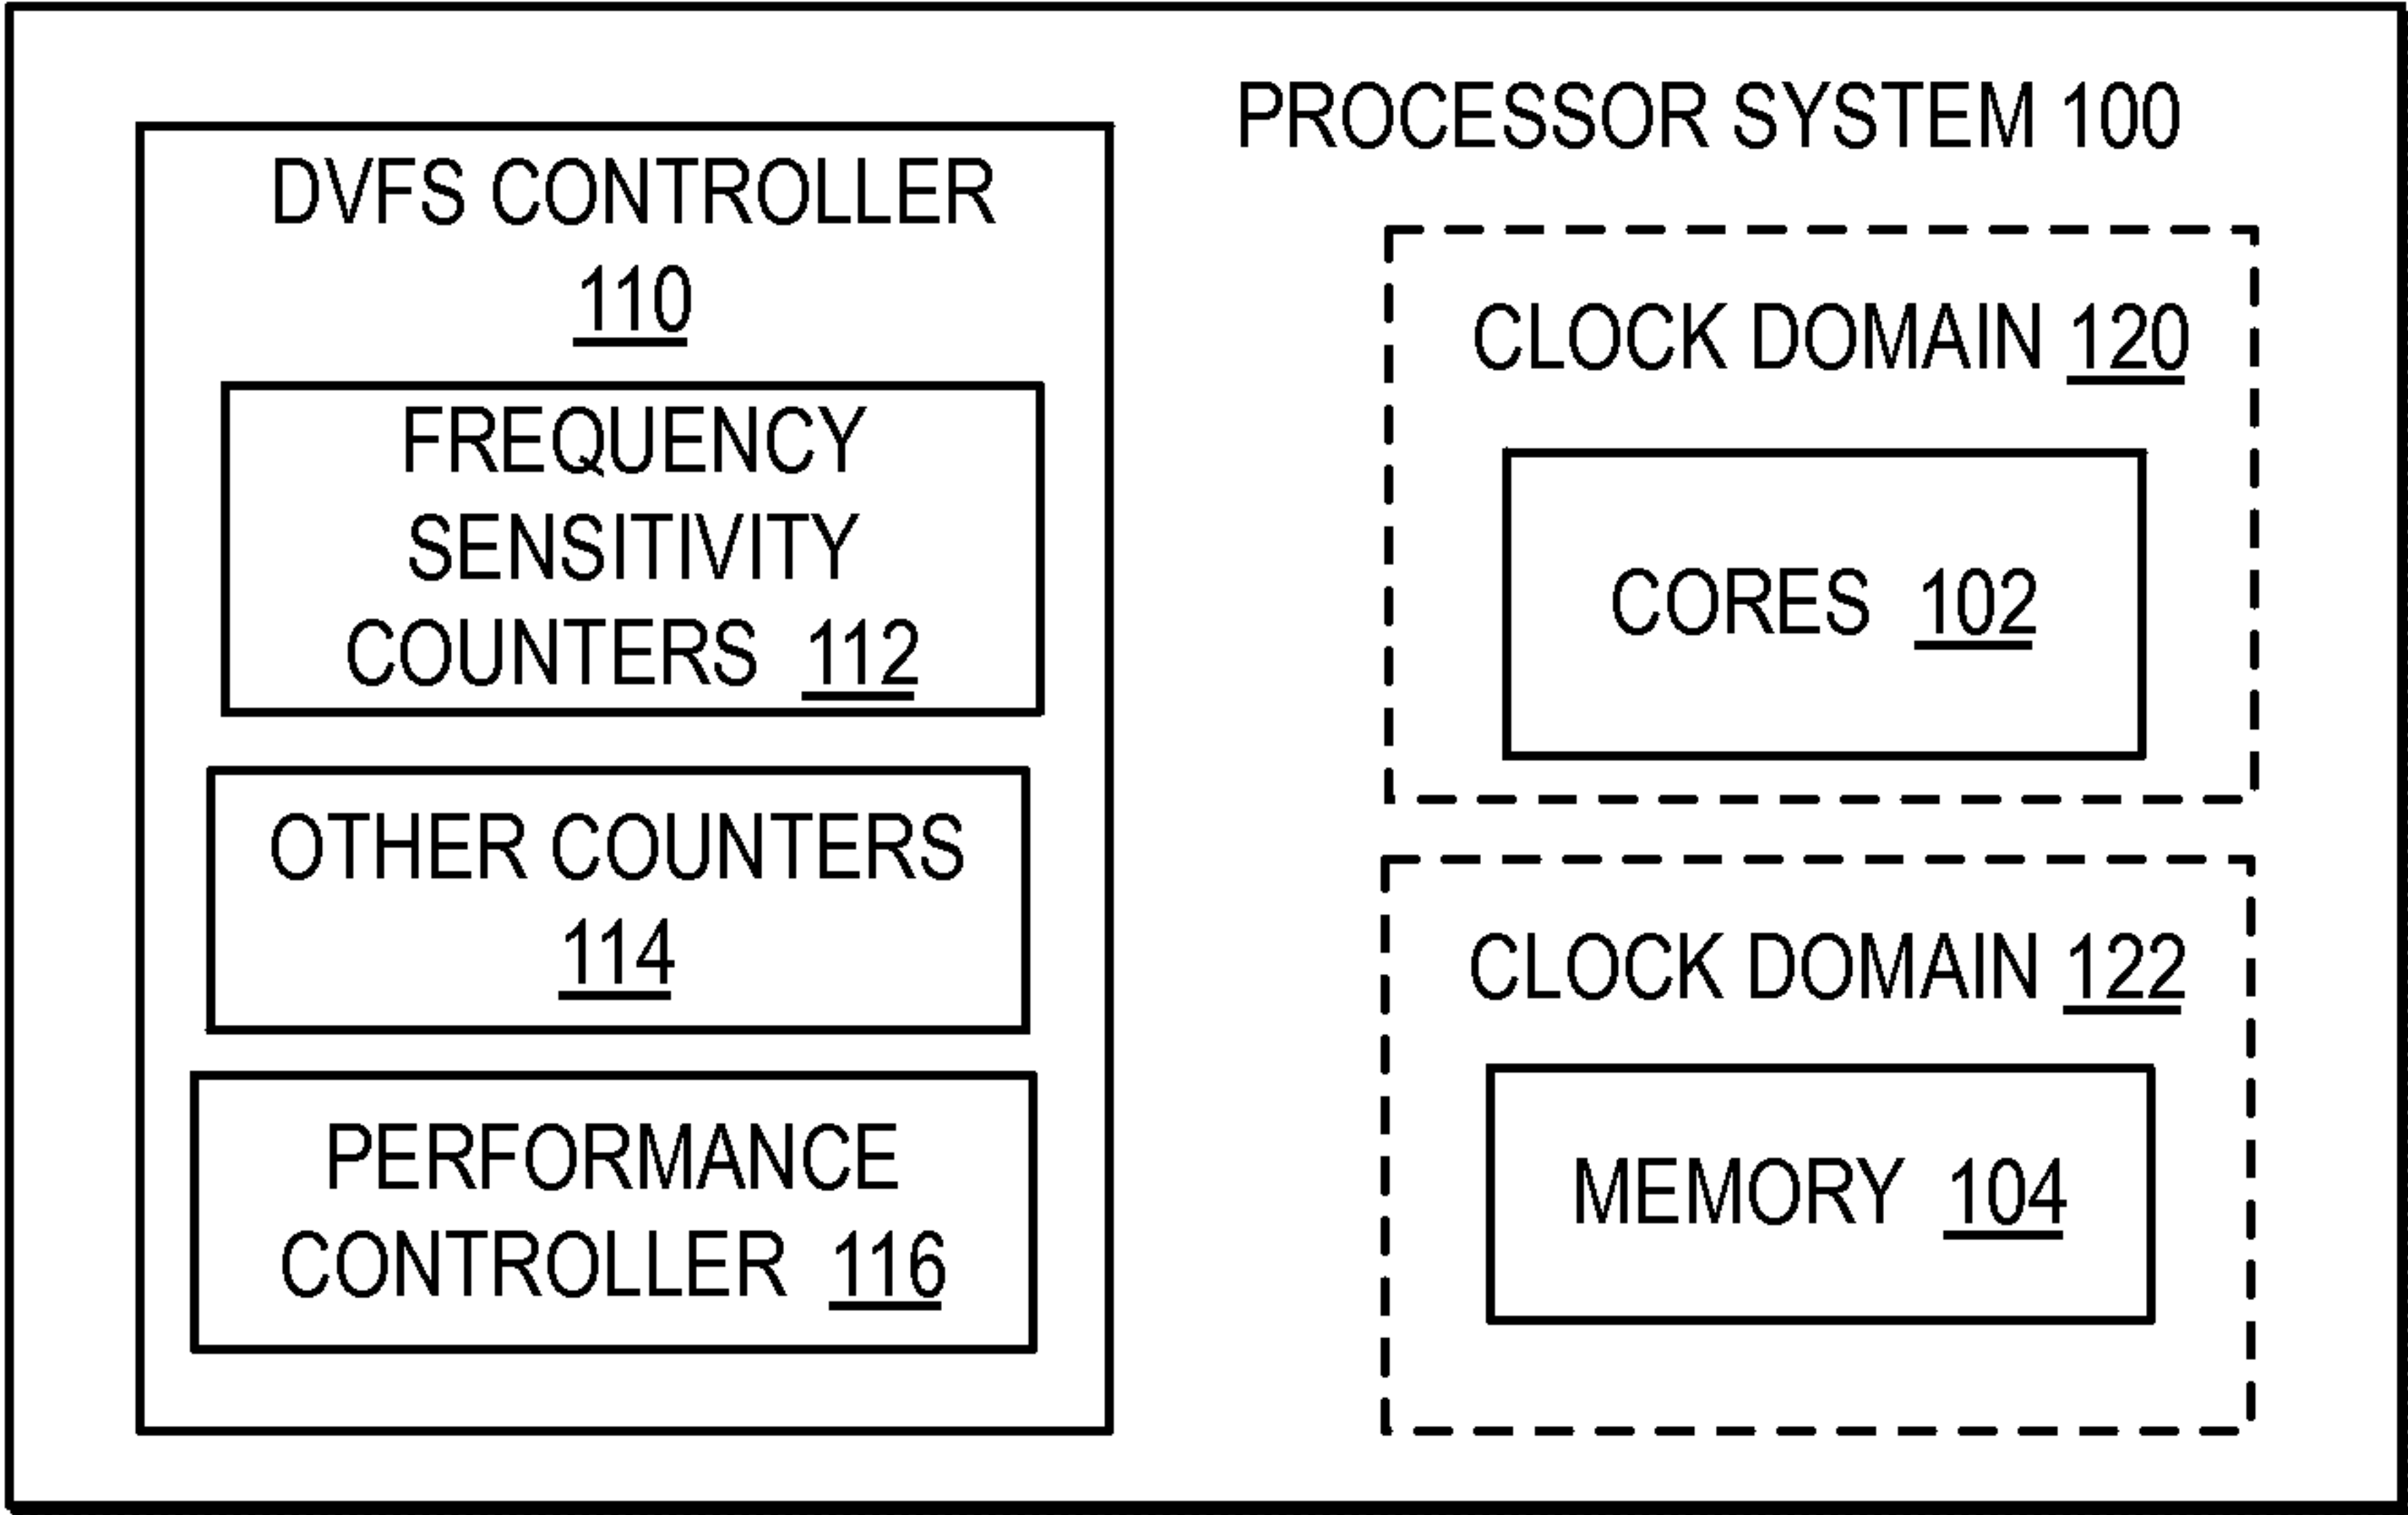 PROCESSOR SYSTEM 100
DVFS CONTROLLER
110
FREQUENCY
SENSITIVITY
COUNTERS 112
OTHER COUNTERS
114
PERFORMANCE
CONTROLLER 116
CLOCK DOMAIN 120
CORES 102
CLOCK DOMAIN 122
MEMORY 104